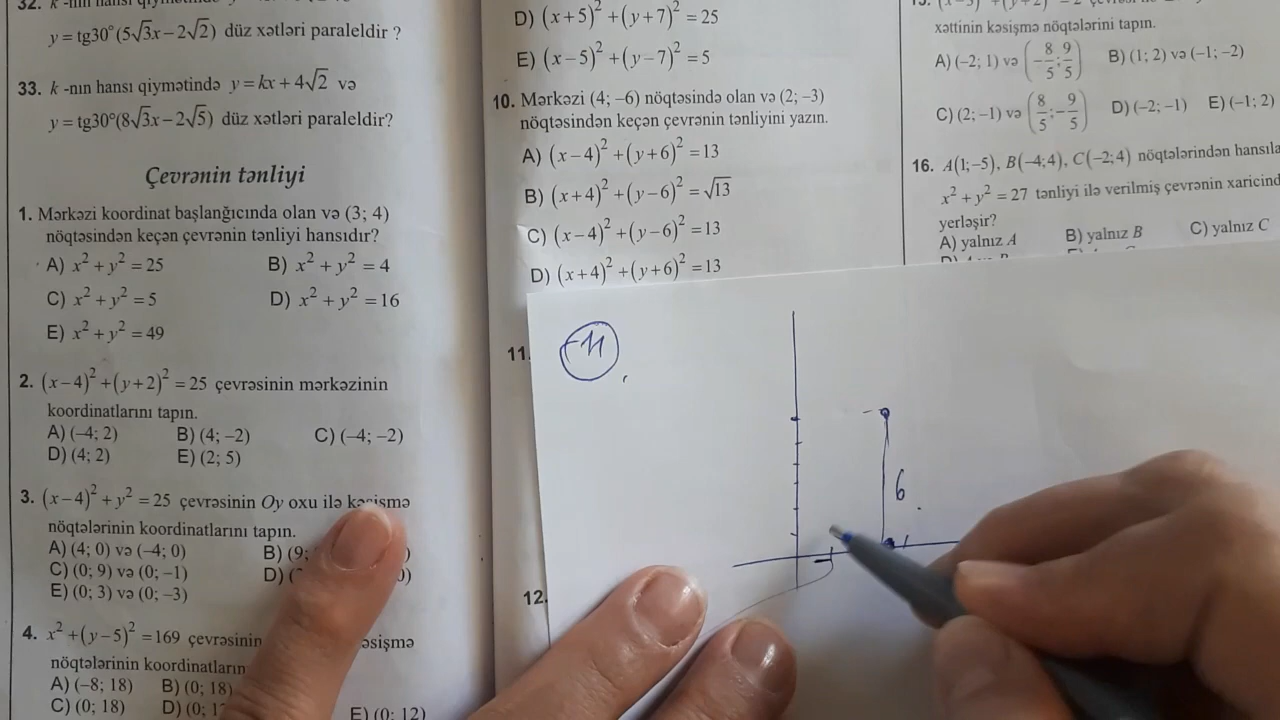 32. k -nın hansı
y = tg30°(5√3x−2√2) düz xətləri paraleldir ?
33. k -nın hansı qiymətində y = kx + 4√2 və
y = tg30°(8√3x−2√5) düz xətləri paraleldir?
Çevrənin tənliyi
1. Mərkəzi koordinat başlanğıcında olan və (3; 4)
nöqtəsindən keçən çevrənin tənliyi hansıdır?
A) x² + y² = 25 B) x² + y² = 4
C) x² + y² = 5 D) x² + y² = 16
E) x² + y² = 49
2. (x−4)² + (y+2)² = 25 çevrəsinin mərkəzinin
koordinatlarını tapın.
A) (−4; 2) B) (4; −2) C) (−4; −2)
D) (4; 2) E) (2; 5)
3. (x−4)² + y² = 25 çevrəsinin Oy oxu ilə kəsişmə
nöqtələrinin koordinatlarını tapın.
A) (4; 0) və (−4; 0) B) (9;
C) (0; 9) və (0; −1) D)
E) (0; 3) və (0; −3)
4. x² + (y−5)² = 169 çevrəsinin əsişmə
nöqtələrinin koordinatların
A) (−8; 18) B) (0; 18)
C) (0; 18) D) (0; E) (0; 12)
D) (x+5)² + (y+7)² = 25
E) (x−5)² + (y−7)² = 5
10. Mərkəzi (4; −6) nöqtəsində olan və (2; −3)
nöqtəsindən keçən çevrənin tənliyini yazın.
A) (x−4)² + (y+6)² = 13
B) (x+4)² + (y−6)² = √13
C) (x−4)² + (y−6)² = 13
D) (x+4)² + (y+6)² = 13
11.
11
6
12.
xəttinin kəsişmə nöqtələrini tapın.
A) (−2; 1) və (−8/5; 9/5) B) (1; 2) və (−1; −2)
C) (2; −1) və (8/5; −9/5) D) (−2; −1) E) (−1; 2)
16. A(1;−5), B(−4;4), C(−2;4) nöqtələrindən
x² + y² = 27 tənliyi ilə verilmiş çevrənin
yerləşir?
A) yalnız A B) yalnız B C) yalnız C